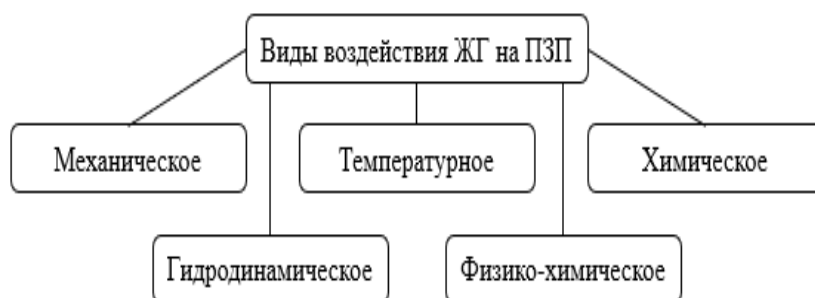 Виды воздействия ЖГ на ПЗП
Механическое
Температурное
Химическое
Гидродинамическое
Физико-химическое